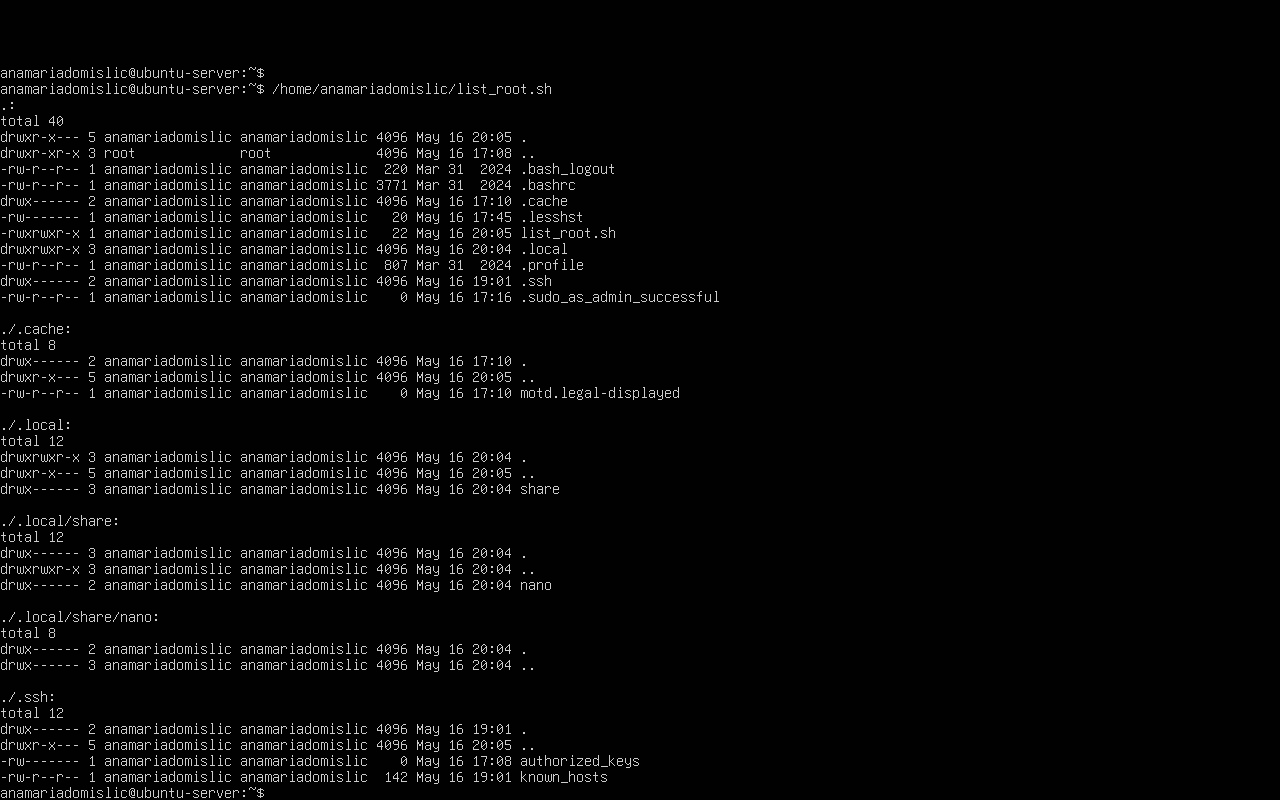 anamariadomislic@ubuntu-server:~$
anamariadomislic@ubuntu-server:~$ /home/anamariadomislic/list_root.sh
.:
total 40
drwxr-x--- 5 anamariadomislic anamariadomislic 4096 May 16 20:05 .
drwxr-xr-x 3 root             root             4096 May 16 17:08 ..
-rw-r--r-- 1 anamariadomislic anamariadomislic  220 Mar 31  2024 .bash_logout
-rw-r--r-- 1 anamariadomislic anamariadomislic 3771 Mar 31  2024 .bashrc
drwx------ 2 anamariadomislic anamariadomislic 4096 May 16 17:10 .cache
-rw------- 1 anamariadomislic anamariadomislic   20 May 16 17:45 .lesshst
-rwxrwxr-x 1 anamariadomislic anamariadomislic   22 May 16 20:05 list_root.sh
drwxrwxr-x 3 anamariadomislic anamariadomislic 4096 May 16 20:04 .local
-rw-r--r-- 1 anamariadomislic anamariadomislic  807 Mar 31  2024 .profile
drwx------ 2 anamariadomislic anamariadomislic 4096 May 16 19:01 .ssh
-rw-r--r-- 1 anamariadomislic anamariadomislic    0 May 16 17:16 .sudo_as_admin_successful

./.cache:
total 8
drwx------ 2 anamariadomislic anamariadomislic 4096 May 16 17:10 .
drwxr-x--- 5 anamariadomislic anamariadomislic 4096 May 16 20:05 ..
-rw-r--r-- 1 anamariadomislic anamariadomislic    0 May 16 17:10 motd.legal-displayed

./.local:
total 12
drwxrwxr-x 3 anamariadomislic anamariadomislic 4096 May 16 20:04 .
drwxr-x--- 5 anamariadomislic anamariadomislic 4096 May 16 20:05 ..
drwx------ 3 anamariadomislic anamariadomislic 4096 May 16 20:04 share

./.local/share:
total 12
drwx------ 3 anamariadomislic anamariadomislic 4096 May 16 20:04 .
drwxrwxr-x 3 anamariadomislic anamariadomislic 4096 May 16 20:04 ..
drwx------ 2 anamariadomislic anamariadomislic 4096 May 16 20:04 nano

./.local/share/nano:
total 8
drwx------ 2 anamariadomislic anamariadomislic 4096 May 16 20:04 .
drwx------ 3 anamariadomislic anamariadomislic 4096 May 16 20:04 ..

./.ssh:
total 12
drwx------ 2 anamariadomislic anamariadomislic 4096 May 16 19:01 .
drwxr-x--- 5 anamariadomislic anamariadomislic 4096 May 16 20:05 ..
-rw------- 1 anamariadomislic anamariadomislic    0 May 16 17:08 authorized_keys
-rw-r--r-- 1 anamariadomislic anamariadomislic  142 May 16 19:01 known_hosts
anamariadomislic@ubuntu-server:~$